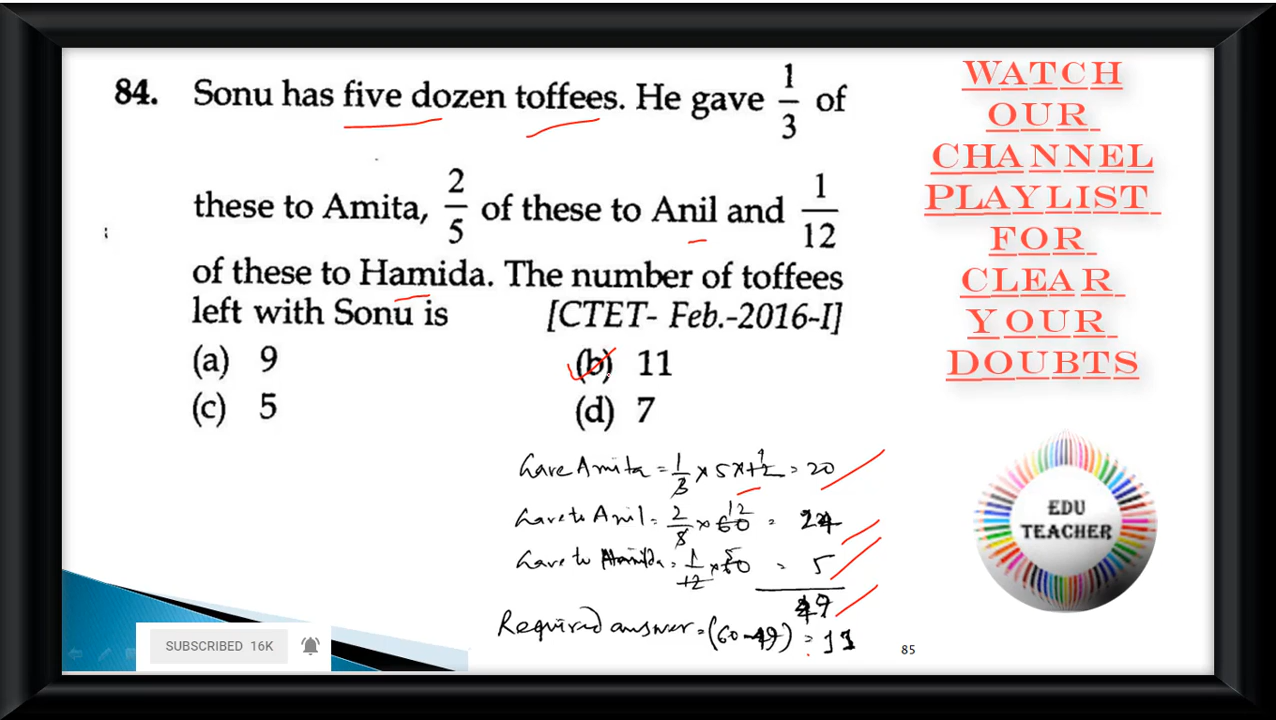 84. Sonu has five dozen toffees. He gave 1/3 of
these to Amita, 2/5 of these to Anil and 1/12
of these to Hamida. The number of toffees
left with Sonu is [CTET- Feb.-2016-I]
(a) 9 (b) 11
(c) 5 (d) 7
Gave Amita = 1/3 × 5 × 12 = 20
Gave to Anil = 2/5 × 60 = 24
Gave to Hamida = 1/12 × 60 = 5
49
Required answer = (60-49) = 11
WATCH
OUR
CHANNEL
PLAYLIST
FOR
CLEAR
YOUR
DOUBTS
EDU
TEACHER
SUBSCRIBED 16K
85